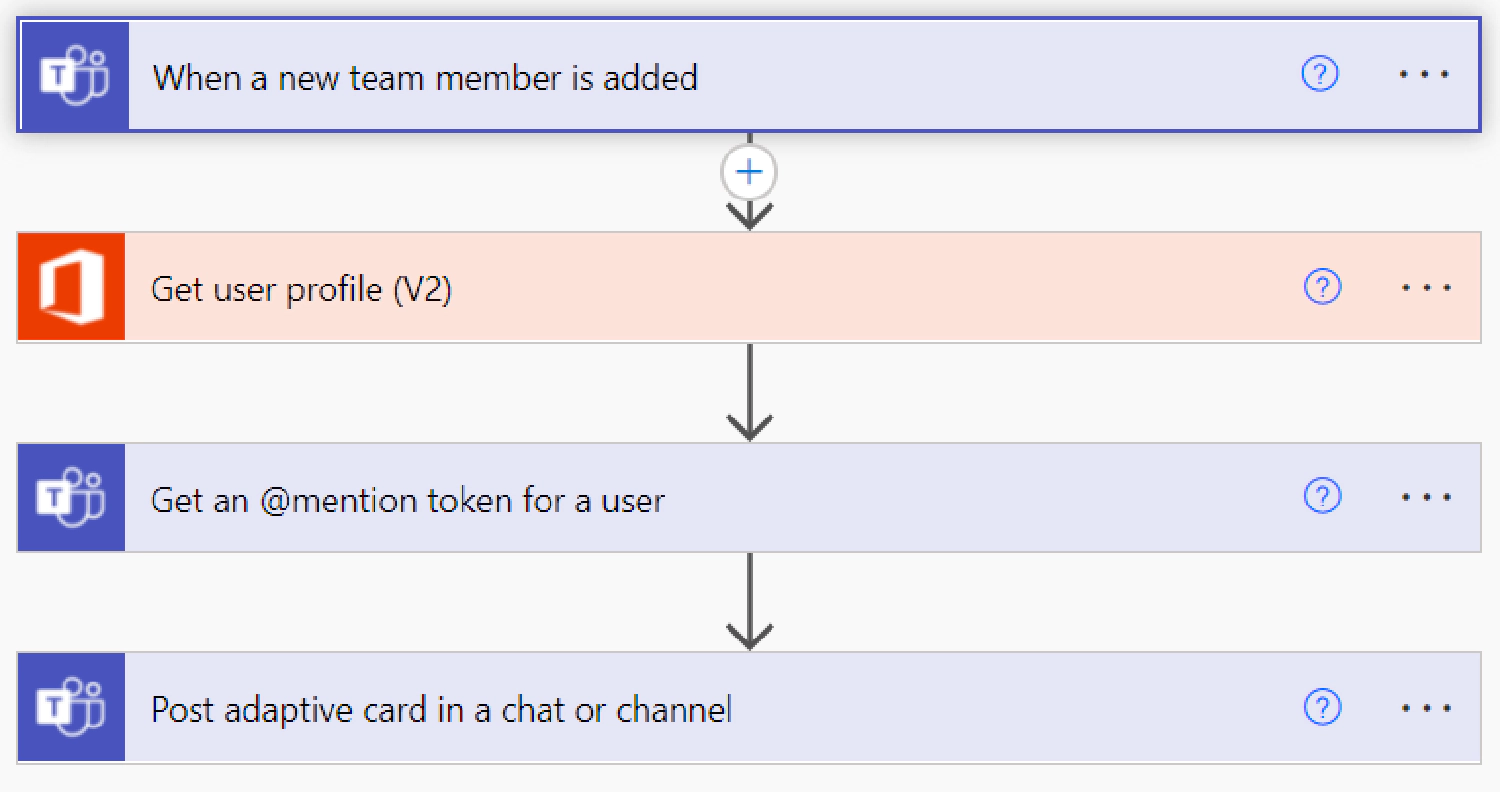 When a new team member is added
Get user profile (V2)
Get an @mention token for a user
Post adaptive card in a chat or channel